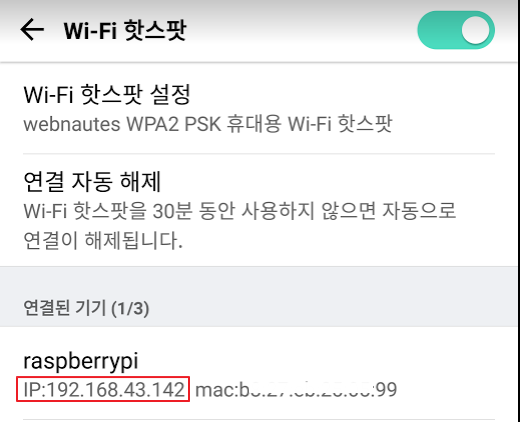 Wi-Fi 핫스팟
Wi-Fi 핫스팟 설정
webnautes WPA2 PSK 휴대용 Wi-Fi 핫스팟
연결 자동 해제
Wi-Fi 핫스팟을 30분 동안 사용하지 않으면 자동으로
연결이 해제됩니다.
연결된 기기 (1/3)
raspberrypi
IP:192.168.43.142 mac: